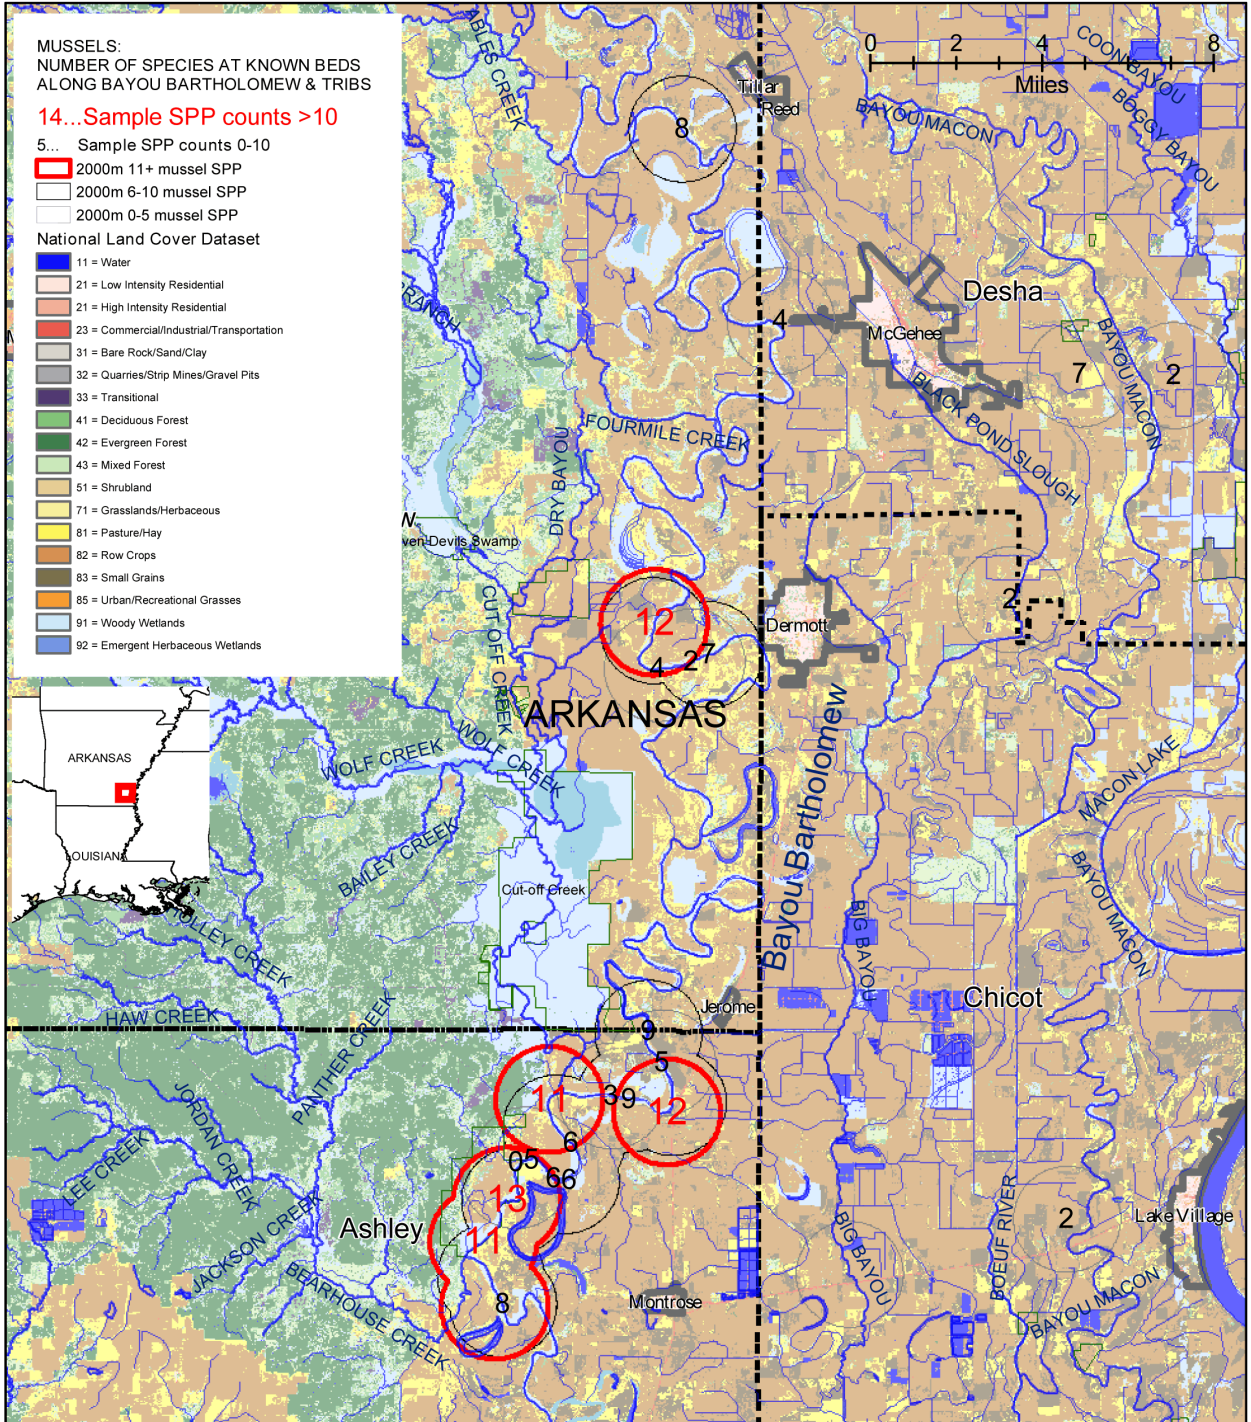 MUSSELS:
NUMBER OF SPECIES AT KNOWN BEDS
ALONG BAYOU BARTHOLOMEW & TRIBS
14...Sample SPP counts >10
5... Sample SPP counts 0-10
2000m 11+ mussel SPP
2000m 6-10 mussel SPP
2000m 0-5 mussel SPP
National Land Cover Dataset
11 = Water
21 = Low Intensity Residential
21 = High Intensity Residential
23 = Commercial/Industrial/Transportation
31 = Bare Rock/Sand/Clay
32 = Quarries/Strip Mines/Gravel Pits
33 = Transitional
41 = Deciduous Forest
42 = Evergreen Forest
43 = Mixed Forest
51 = Shrubland
71 = Grasslands/Herbaceous
81 = Pasture/Hay
82 = Row Crops
83 = Small Grains
85 = Urban/Recreational Grasses
91 = Woody Wetlands
92 = Emergent Herbaceous Wetlands
ARKANSAS
LOUISIANA
0 2 4 8
Miles
ABLES CREEK
8
Tillar
Reed
BAYOU MACON
COON BAYOU
BOGGY BAYOU
RANCH
Desha
4
McGehee
7
2
BAYOU MACON
BLACK POND SLOUGH
FOURMILE CREEK
DRY BAYOU
ven Devils Swamp
CUT OFF CREEK
12
4
2
7
Dermott
2
ARKANSAS
WOLF CREEK
WOLF CREEK
BAILEY CREEK
Cut-off Creek
Bayou Bartholomew
MACON LAKE
BAYOU MACON
BIG BAYOU
HAW CREEK
PANTHER CREEK
Jerome
Chicot
9
5
11
3
9
12
6
0
5
6
6
13
11
8
JORDAN CREEK
LEE CREEK
JACKSON CREEK
BEARHOUSE CREEK
Ashley
Montrose
BIG BAYOU
BOEUF RIVER
2
Lake Village
BAYOU MACON